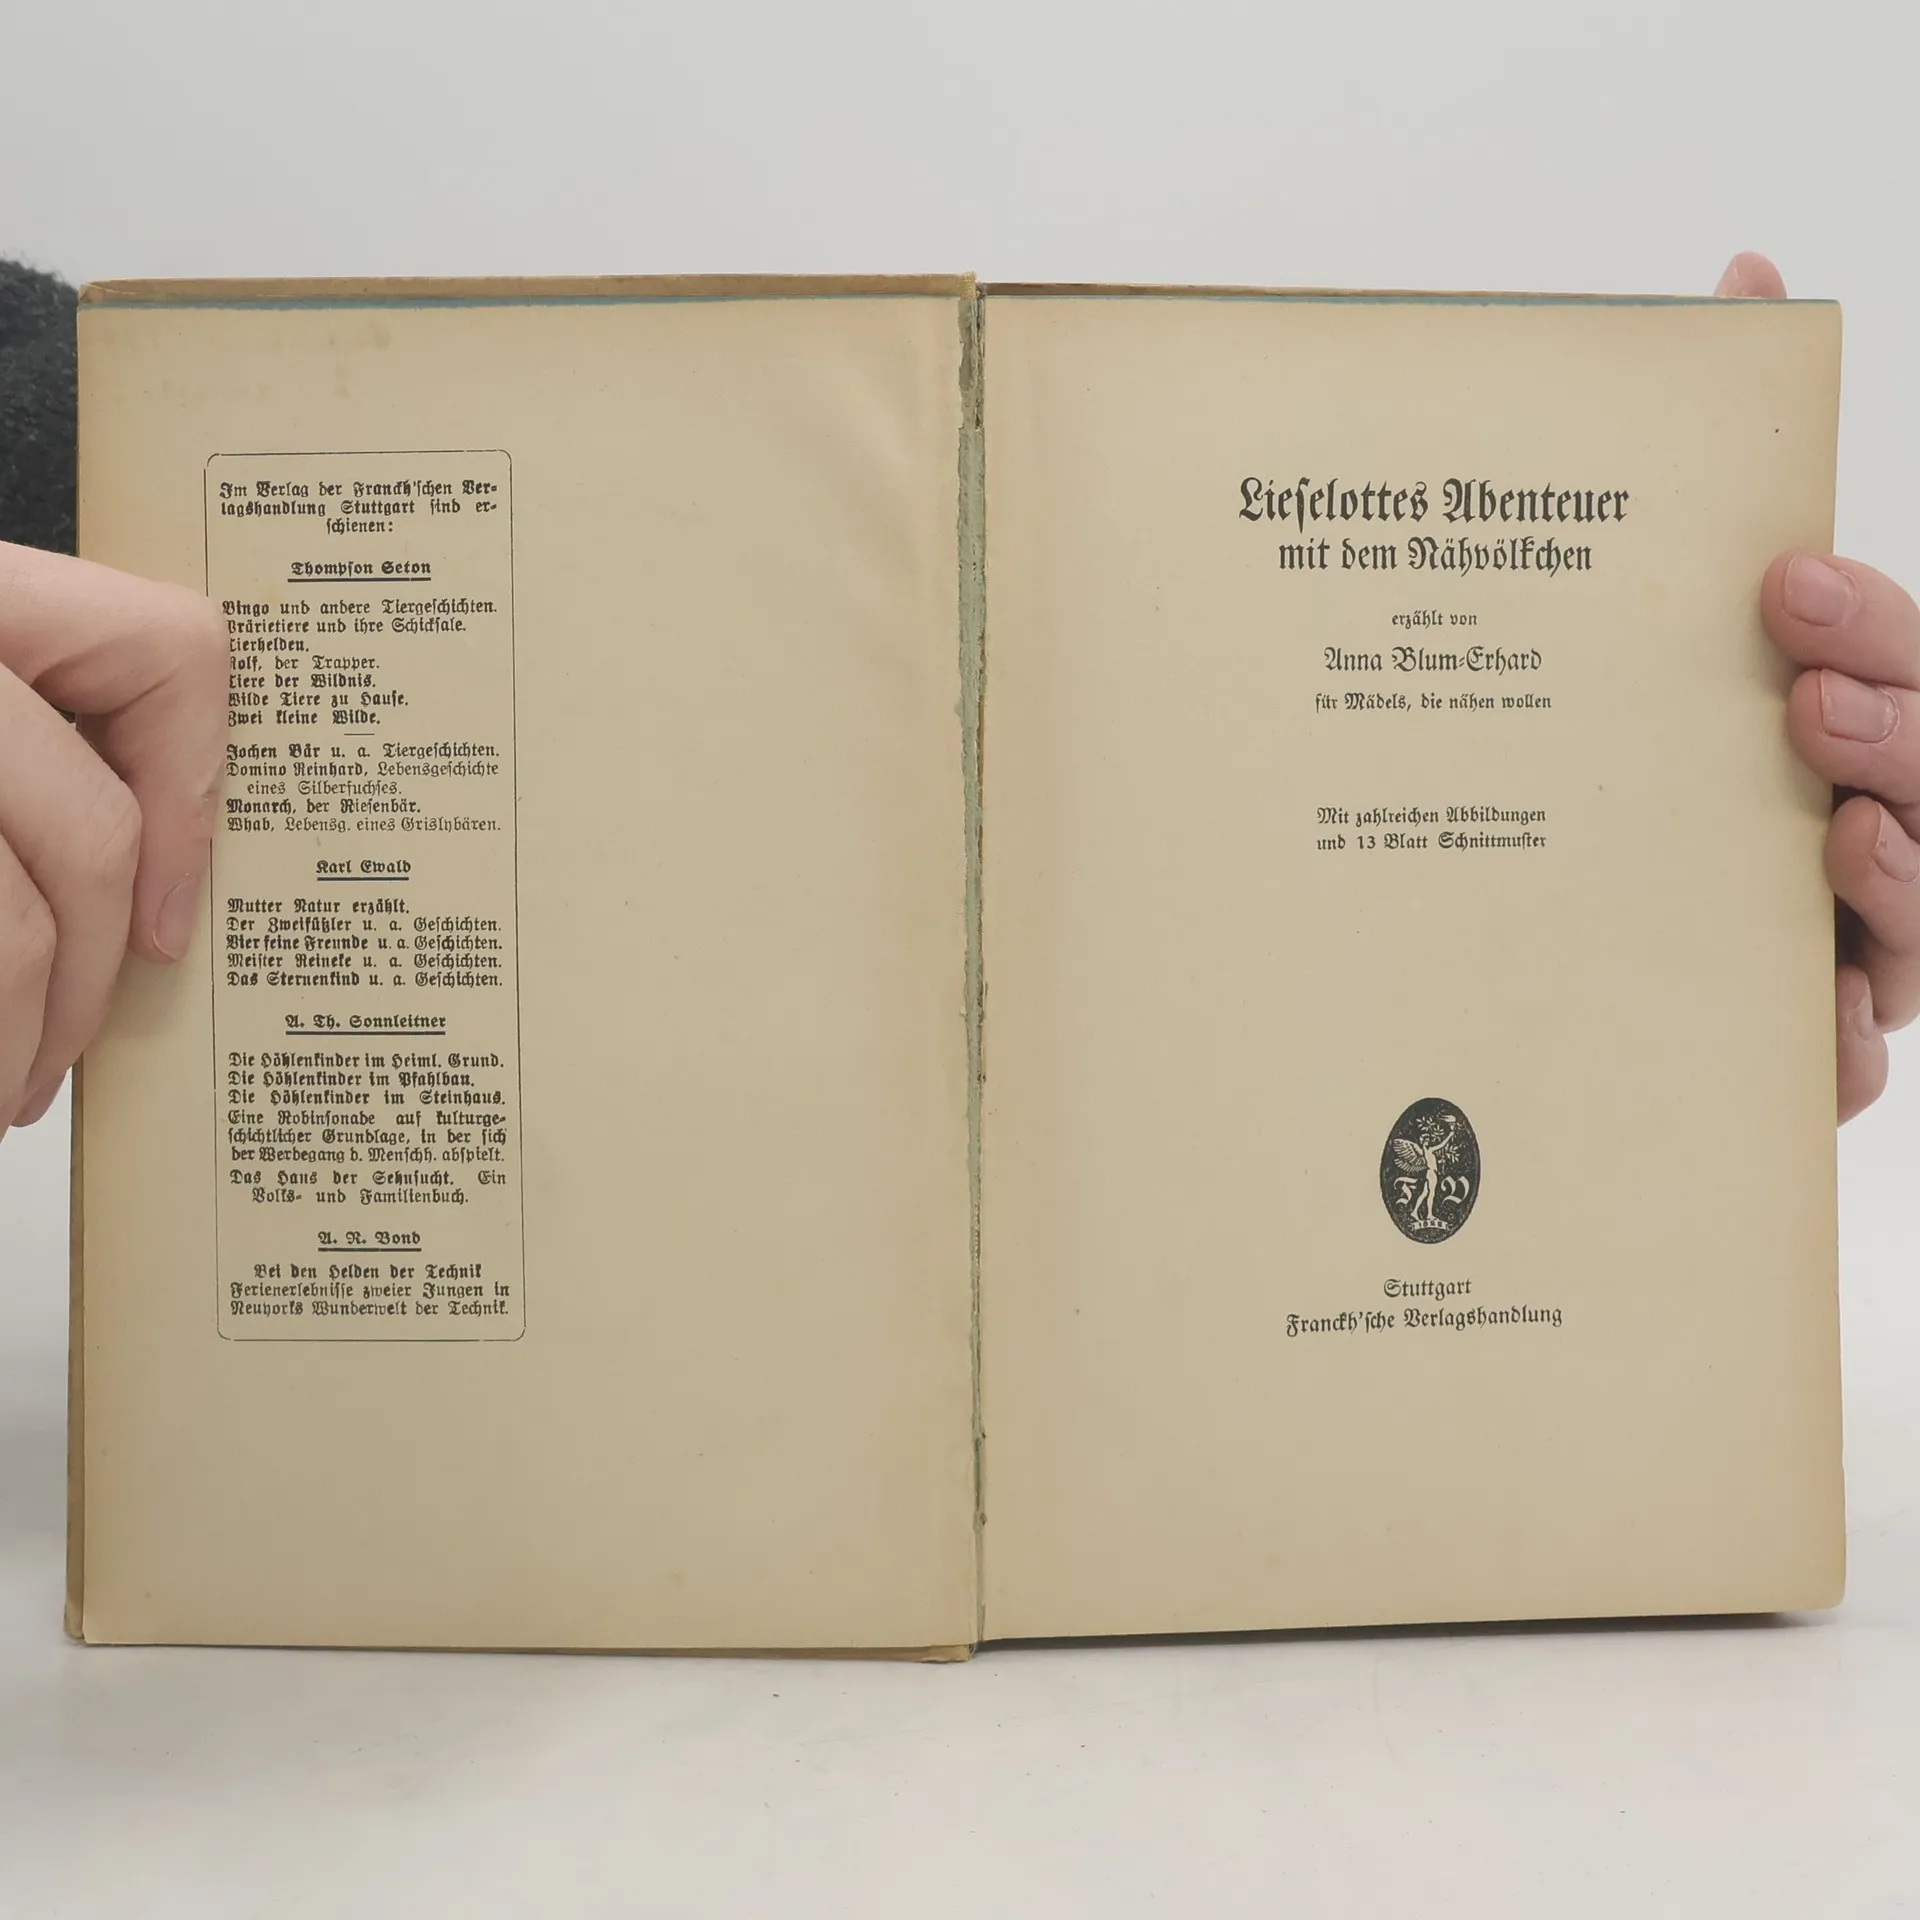 Im Verlag der Franckh'schen Ver-
lagshandlung Stuttgart sind er-
schienen:
Thompson Seton
Bingo und andere Tiergeschichten.
Prärietiere und ihre Schicksale.
Tierhelden.
Rolf, der Trapper.
Tiere der Wildnis.
Wilde Tiere zu Hause.
Zwei kleine Wilde.
Jochen Bär u. a. Tiergeschichten.
Domino Reinhard, Lebensgeschichte
eines Silberfuchses.
Monarch, der Riesenbär.
Whab, Lebensg. eines Grislybären.
Karl Ewald
Mutter Natur erzählt.
Der Zweifüßler u. a. Geschichten.
Vier feine Freunde u. a. Geschichten.
Meister Reineke u. a. Geschichten.
Das Sternenkind u. a. Geschichten.
A. Th. Sonnleitner
Die Höhlenkinder im Heiml. Grund.
Die Höhlenkinder im Pfahlbau.
Die Höhlenkinder im Steinhaus.
Eine Robinsonade auf kulturge-
schichtlicher Grundlage, in der sich
der Werdegang d. Menschh. abspielt.
Das Haus der Sehnsucht. Ein
Volks- und Familienbuch.
A. R. Bond
Bei den Helden der Technik
Ferienerlebnisse zweier Jungen in
Neuyorks Wunderwelt der Technik.
Lieselottes Abenteuer
mit dem Nähvölkchen
erzählt von
Anna Blum-Erhard
für Mädels, die nähen wollen
Mit zahlreichen Abbildungen
und 13 Blatt Schnittmuster
F V
Stuttgart
Franckh'sche Verlagshandlung